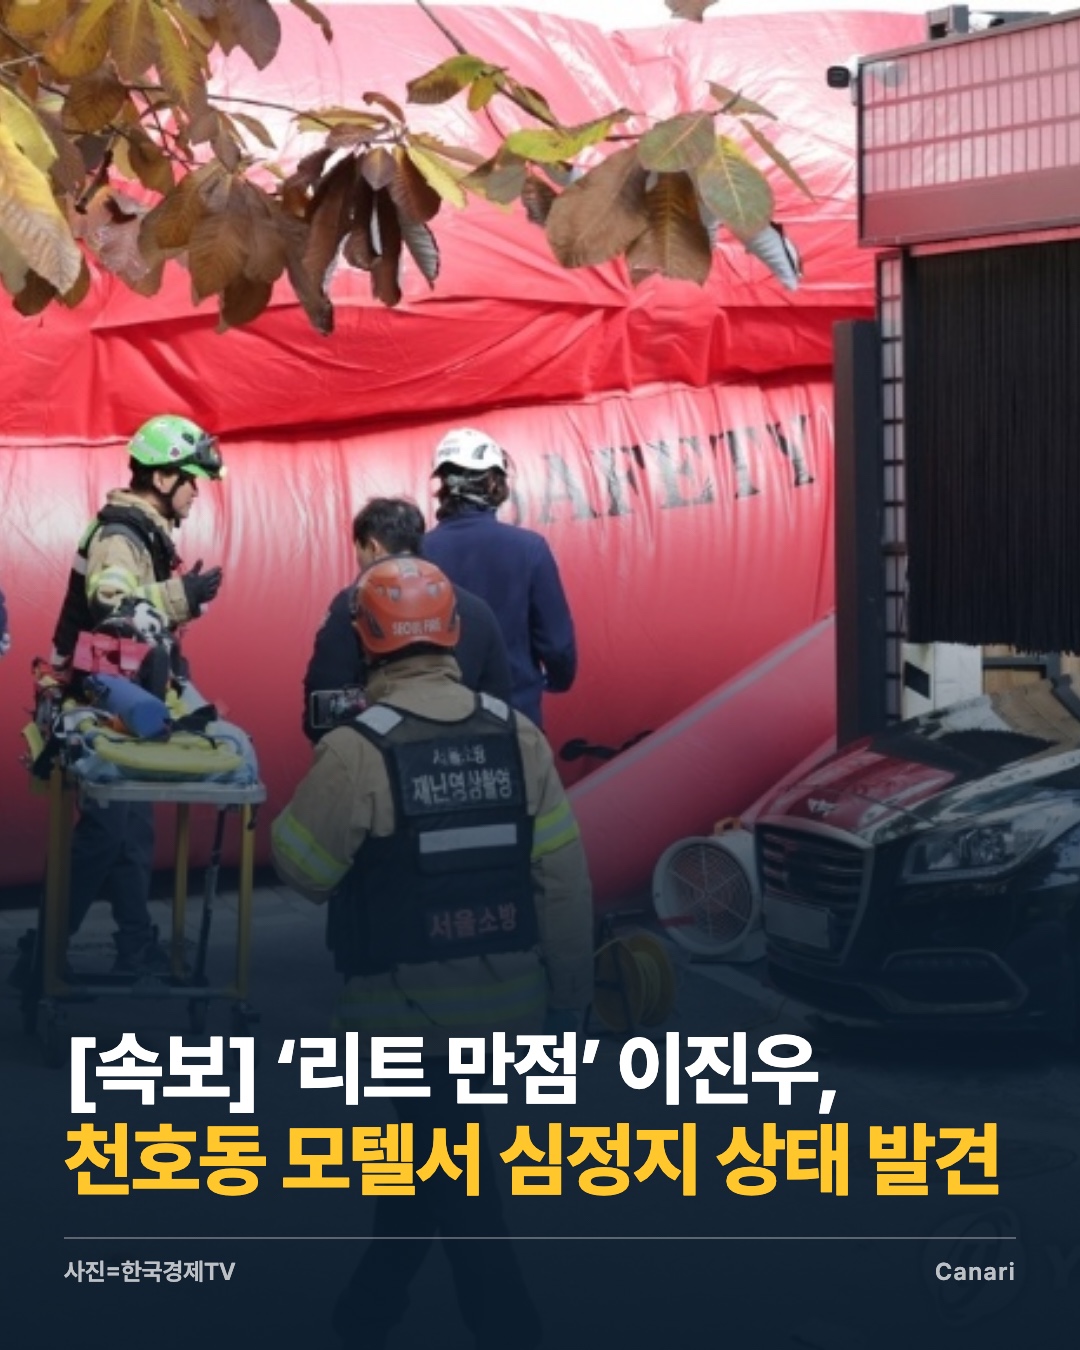 SAFETY
SEOUL FIRE
서울소방
재난영상촬영
서울소방
[속보] ‘리트 만점’ 이진우,
천호동 모텔서 심정지 상태 발견
사진=한국경제TV
Canari